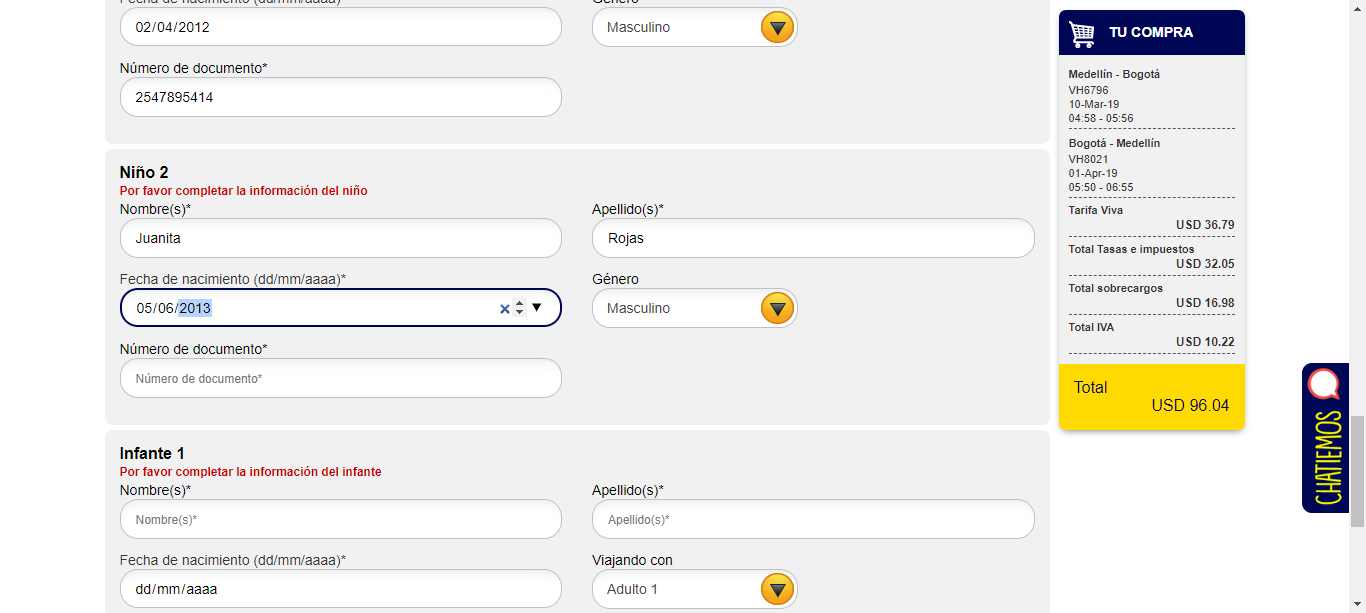 Fecha de nacimiento (dd/mm/aaaa)*
Género
02/04/2012
Masculino
Número de documento*
2547895414
Niño 2
Por favor completar la información del niño
Nombre(s)*
Apellido(s)*
Juanita
Rojas
Fecha de nacimiento (dd/mm/aaaa)*
Género
05/06/2013
Masculino
Número de documento*
Número de documento*
Infante 1
Por favor completar la información del infante
Nombre(s)*
Apellido(s)*
Nombre(s)*
Apellido(s)*
Fecha de nacimiento (dd/mm/aaaa)*
Viajando con
dd/mm/aaaa
Adulto 1
TU COMPRA
Medellín - Bogotá
VH6796
10-Mar-19
04:58 - 05:56
Bogotá - Medellín
VH8021
01-Apr-19
05:50 - 06:55
Tarifa Viva
USD 36.79
Total Tasas e impuestos
USD 32.05
Total sobrecargos
USD 16.98
Total IVA
USD 10.22
Total
USD 96.04
CHATIEMOS